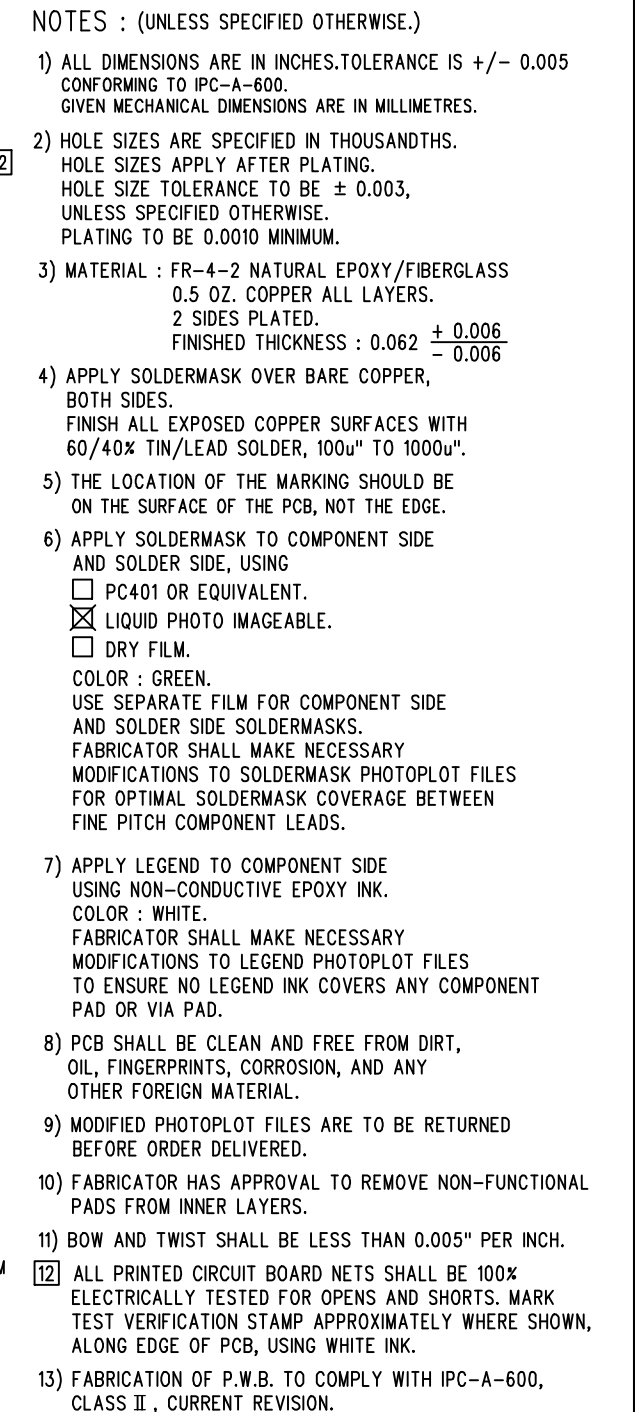 NOTES : (UNLESS SPECIFIED OTHERWISE.)
1) ALL DIMENSIONS ARE IN INCHES.TOLERANCE IS +/- 0.005
CONFORMING TO IPC-A-600.
GIVEN MECHANICAL DIMENSIONS ARE IN MILLIMETRES.
2) HOLE SIZES ARE SPECIFIED IN THOUSANDTHS.
2
HOLE SIZES APPLY AFTER PLATING.
HOLE SIZE TOLERANCE TO BE ± 0.003,
UNLESS SPECIFIED OTHERWISE.
PLATING TO BE 0.0010 MINIMUM.
3) MATERIAL : FR-4-2 NATURAL EPOXY/FIBERGLASS
0.5 OZ. COPPER ALL LAYERS.
2 SIDES PLATED.
FINISHED THICKNESS : 0.062 + 0.006
- 0.006
4) APPLY SOLDERMASK OVER BARE COPPER,
BOTH SIDES.
FINISH ALL EXPOSED COPPER SURFACES WITH
60/40% TIN/LEAD SOLDER, 100u" TO 1000u".
5) THE LOCATION OF THE MARKING SHOULD BE
ON THE SURFACE OF THE PCB, NOT THE EDGE.
6) APPLY SOLDERMASK TO COMPONENT SIDE
AND SOLDER SIDE, USING
☐ PC401 OR EQUIVALENT.
☒ LIQUID PHOTO IMAGEABLE.
☐ DRY FILM.
COLOR : GREEN.
USE SEPARATE FILM FOR COMPONENT SIDE
AND SOLDER SIDE SOLDERMASKS.
FABRICATOR SHALL MAKE NECESSARY
MODIFICATIONS TO SOLDERMASK PHOTOPLOT FILES
FOR OPTIMAL SOLDERMASK COVERAGE BETWEEN
FINE PITCH COMPONENT LEADS.
7) APPLY LEGEND TO COMPONENT SIDE
USING NON-CONDUCTIVE EPOXY INK.
COLOR : WHITE.
FABRICATOR SHALL MAKE NECESSARY
MODIFICATIONS TO LEGEND PHOTOPLOT FILES
TO ENSURE NO LEGEND INK COVERS ANY COMPONENT
PAD OR VIA PAD.
8) PCB SHALL BE CLEAN AND FREE FROM DIRT,
OIL, FINGERPRINTS, CORROSION, AND ANY
OTHER FOREIGN MATERIAL.
9) MODIFIED PHOTOPLOT FILES ARE TO BE RETURNED
BEFORE ORDER DELIVERED.
10) FABRICATOR HAS APPROVAL TO REMOVE NON-FUNCTIONAL
PADS FROM INNER LAYERS.
11) BOW AND TWIST SHALL BE LESS THAN 0.005" PER INCH.
M
12 ALL PRINTED CIRCUIT BOARD NETS SHALL BE 100%
ELECTRICALLY TESTED FOR OPENS AND SHORTS. MARK
TEST VERIFICATION STAMP APPROXIMATELY WHERE SHOWN,
ALONG EDGE OF PCB, USING WHITE INK.
13) FABRICATION OF P.W.B. TO COMPLY WITH IPC-A-600,
CLASS II , CURRENT REVISION.